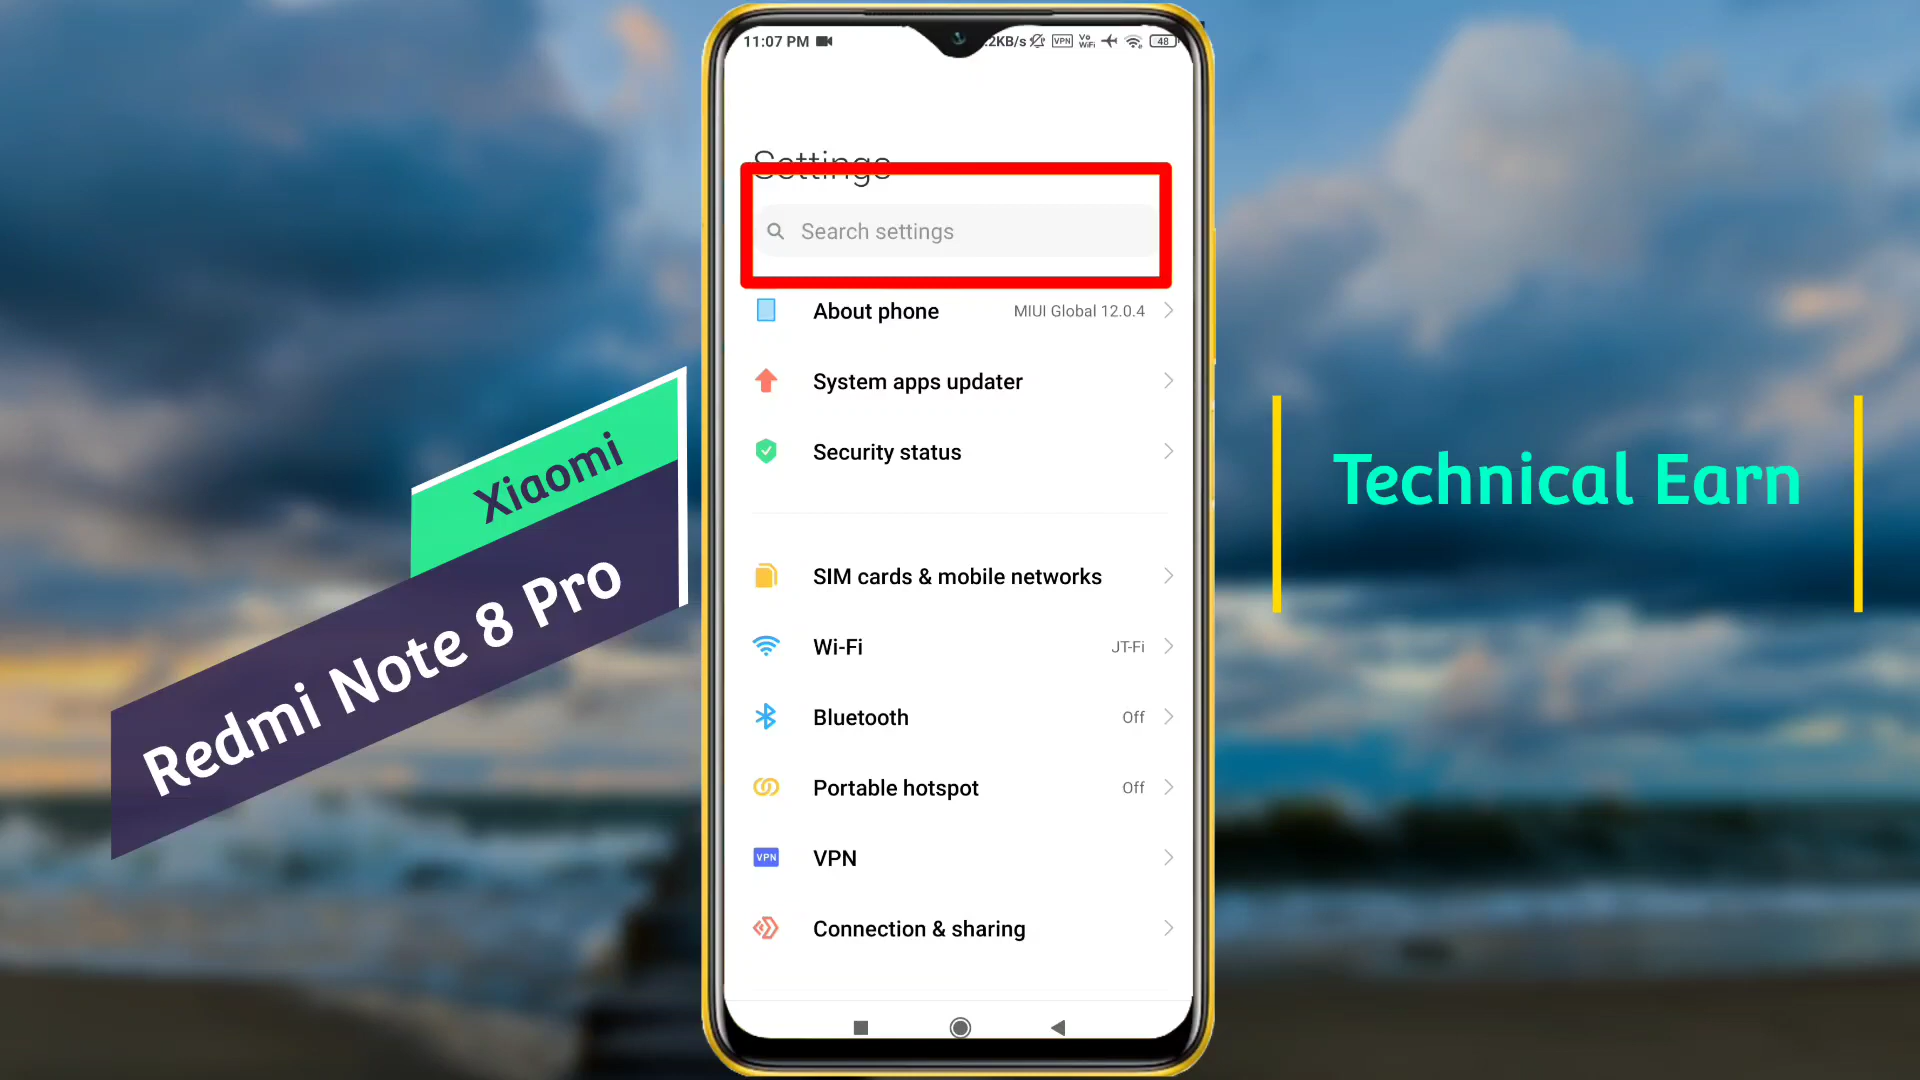 11:07 PM
.2KB/s VPN Vo WiFi 48
Settings
Search settings
About phone MIUI Global 12.0.4
System apps updater
Security status
SIM cards & mobile networks
Wi-Fi JT-Fi
Bluetooth Off
Portable hotspot Off
VPN VPN
Connection & sharing
Xiaomi
Redmi Note 8 Pro
Technical Earn